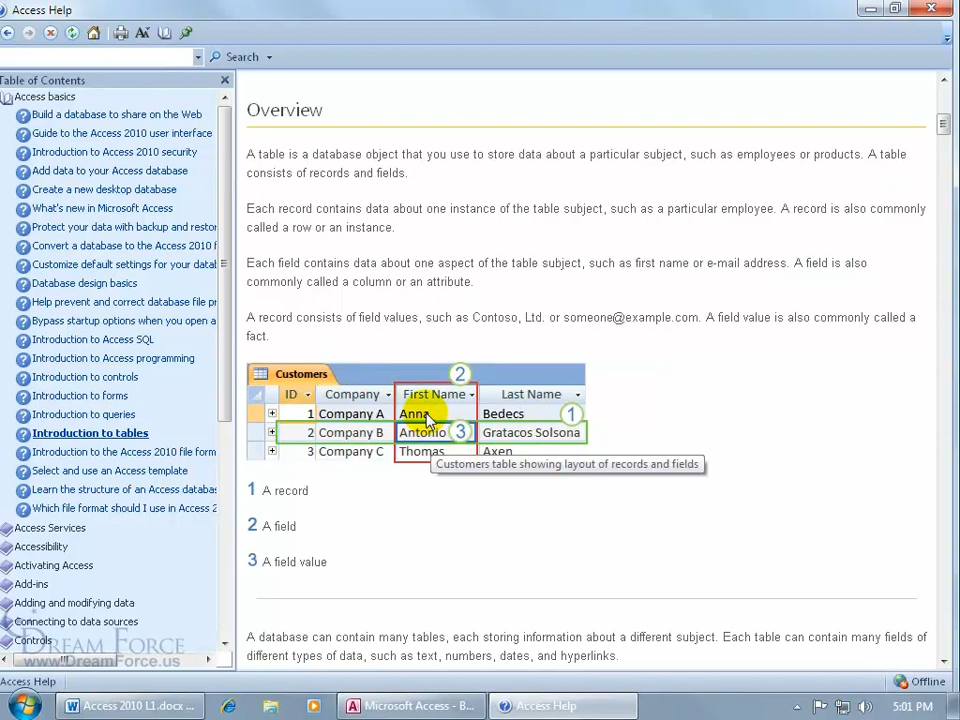 Access Help
Search
Table of Contents
Access basics
Build a database to share on the Web
Guide to the Access 2010 user interface
Introduction to Access 2010 security
Add data to your Access database
Create a new desktop database
What's new in Microsoft Access
Protect your data with backup and restor
Convert a database to the Access 2010 f
Customize default settings for your datab
Database design basics
Help prevent and correct database file pr
Bypass startup options when you open a
Introduction to Access SQL
Introduction to Access programming
Introduction to controls
Introduction to forms
Introduction to queries
Introduction to tables
Introduction to the Access 2010 file form
Select and use an Access template
Learn the structure of an Access databas
Which file format should I use in Access 2
Access Services
Accessibility
Activating Access
Add-ins
Adding and modifying data
Connecting to data sources
Controls
DREAM FORCE
www.DreamForce.us
Overview
A table is a database object that you use to store data about a particular subject, such as employees or products. A table
consists of records and fields.
Each record contains data about one instance of the table subject, such as a particular employee. A record is also commonly
called a row or an instance.
Each field contains data about one aspect of the table subject, such as first name or e-mail address. A field is also
commonly called a column or an attribute.
A record consists of field values, such as Contoso, Ltd. or someone@example.com. A field value is also commonly called a
fact.
Customers 2
ID Company First Name Last Name
1 Company A Anna Bedecs 1
2 Company B Antonio 3 Gratacos Solsona
3 Company C Thomas Axen
Customers table showing layout of records and fields
1 A record
2 A field
3 A field value
A database can contain many tables, each storing information about a different subject. Each table can contain many fields of
different types of data, such as text, numbers, dates, and hyperlinks.
Access Help Offline
Access 2010 L1.docx ... Microsoft Access - B... Access Help 5:01 PM